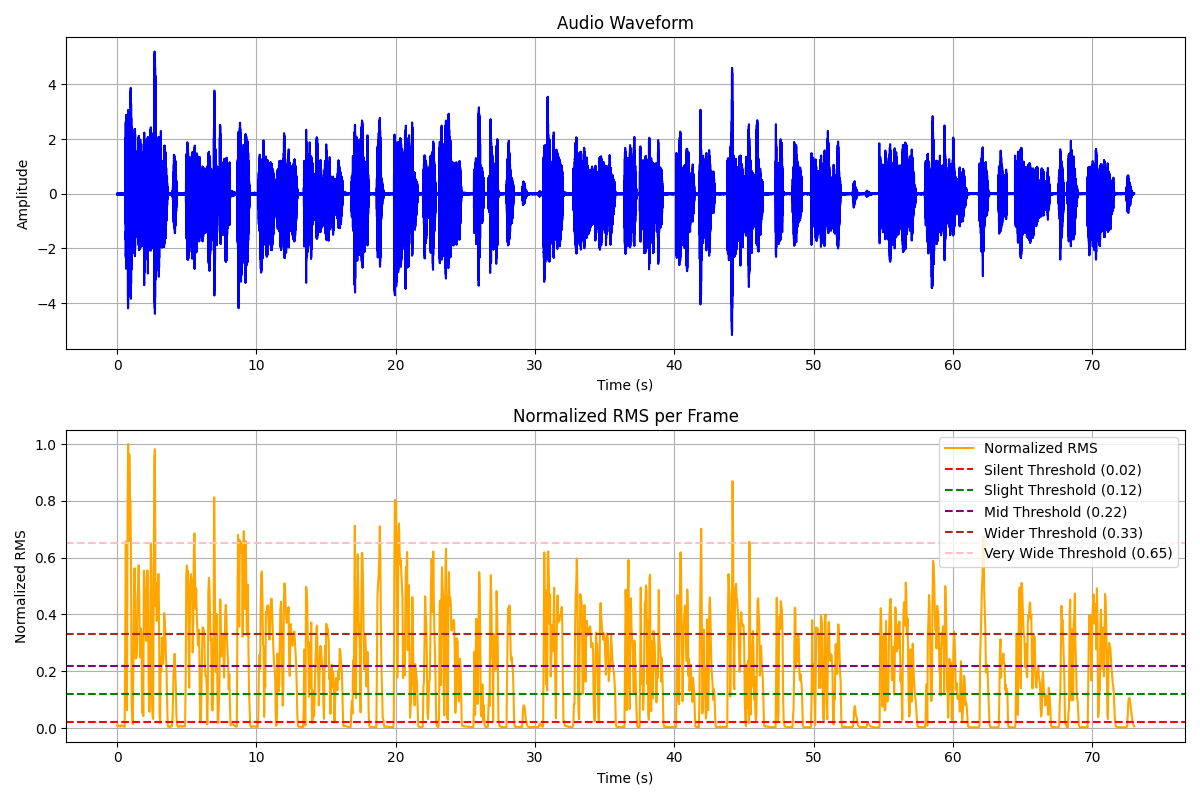 Audio Waveform
4
2
0
−2
−4
Amplitude
0 10 20 30 40 50 60 70
Time (s)
Normalized RMS per Frame
1.0
0.8
0.6
0.4
0.2
0.0
Normalized RMS
Normalized RMS
Silent Threshold (0.02)
Slight Threshold (0.12)
Mid Threshold (0.22)
Wider Threshold (0.33)
Very Wide Threshold (0.65)
0 10 20 30 40 50 60 70
Time (s)